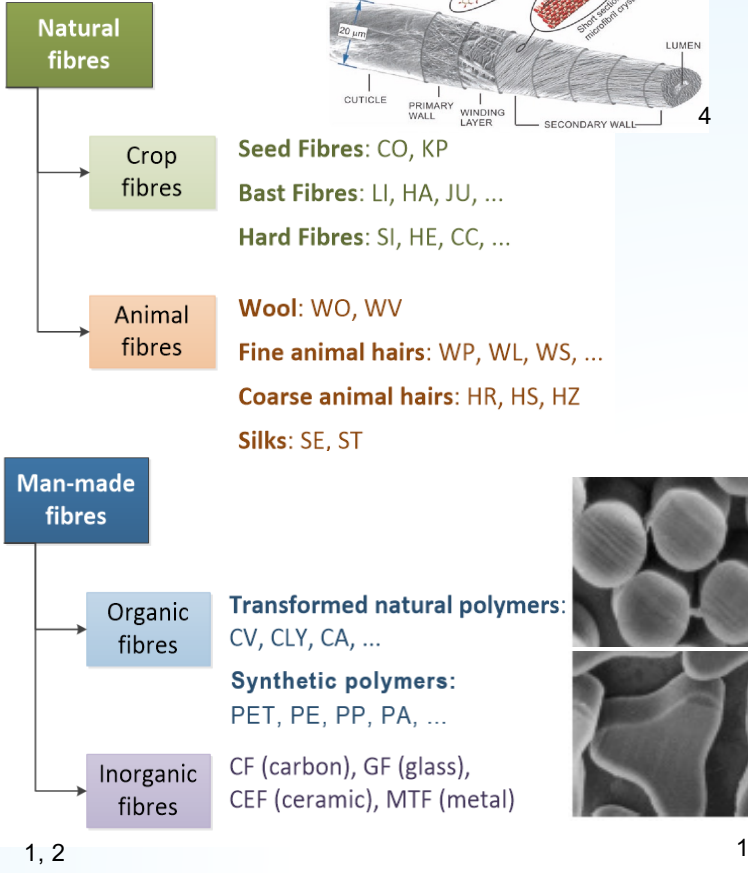 Natural
fibres
20 µm
Short section
microfibril crys
LUMEN
CUTICLE
PRIMARY
WALL
WINDING
LAYER
SECONDARY WALL
4
Crop
fibres
Seed Fibres: CO, KP
Bast Fibres: LI, HA, JU, ...
Hard Fibres: SI, HE, CC, ...
Animal
fibres
Wool: WO, WV
Fine animal hairs: WP, WL, WS, ...
Coarse animal hairs: HR, HS, HZ
Silks: SE, ST
Man-made
fibres
Organic
fibres
Transformed natural polymers:
CV, CLY, CA, ...
Synthetic polymers:
PET, PE, PP, PA, ...
Inorganic
fibres
CF (carbon), GF (glass),
CEF (ceramic), MTF (metal)
1, 2
1